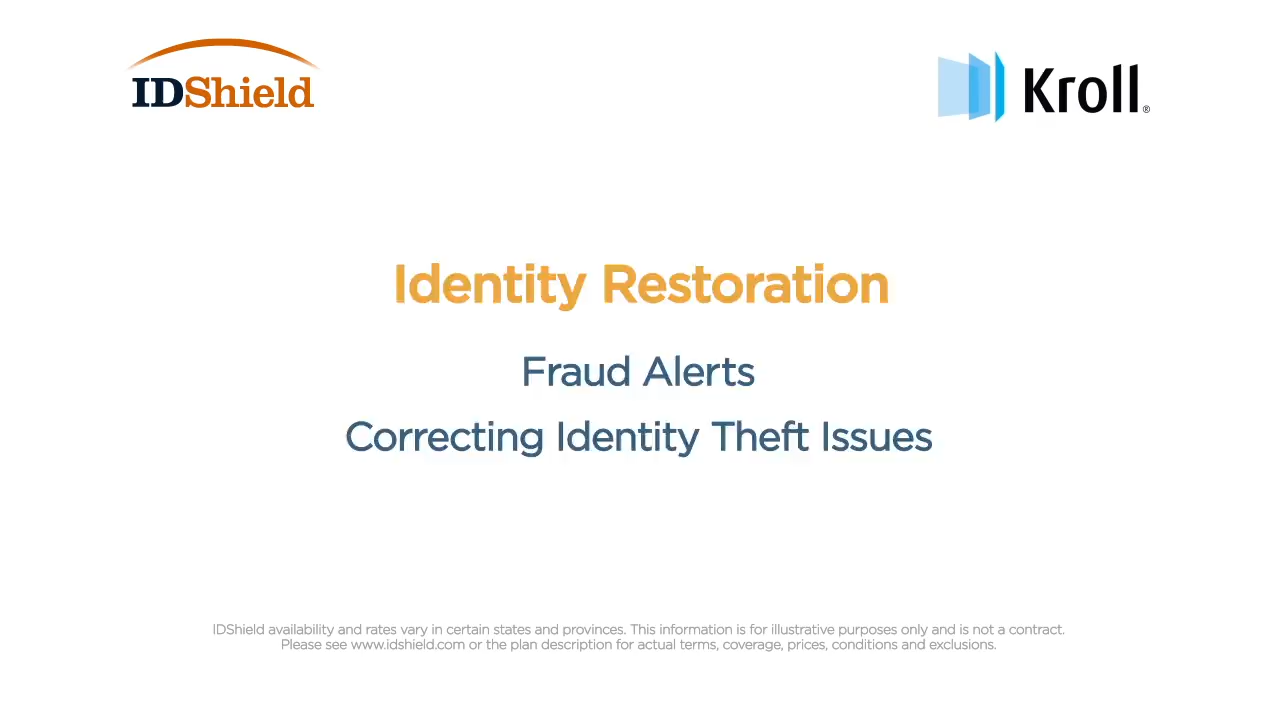 IDShield
Kroll®
Identity Restoration
Fraud Alerts
Correcting Identity Theft Issues
IDShield availability and rates vary in certain states and provinces. This information is for illustrative purposes only and is not a contract.
Please see www.idshield.com or the plan description for actual terms, coverage, prices, conditions and exclusions.